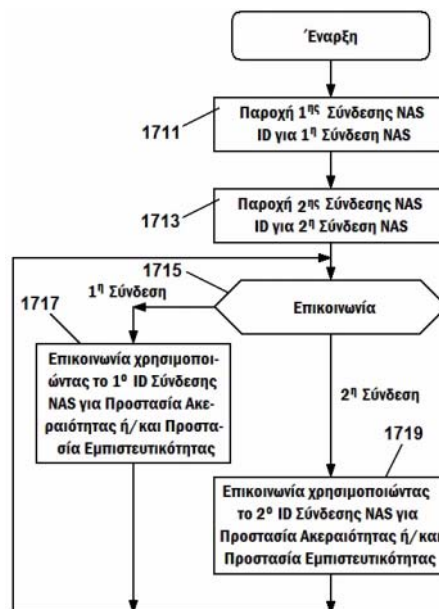 Έναρξη
1711
Παροχή 1ης Σύνδεσης NAS
ID για 1η Σύνδεση NAS
1713
Παροχή 2ης Σύνδεσης NAS
ID για 2η Σύνδεση NAS
1715
1η Σύνδεση
Επικοινωνία
1717
Επικοινωνία χρησιμοποι-
ώντας το 1ο ID Σύνδεσης
NAS για Προστασία Ακε-
ραιότητας ή/και Προστα-
σία Εμπιστευτικότητας
2η Σύνδεση
1719
Επικοινωνία χρησιμοποιώντας
το 2ο ID Σύνδεσης NAS για
Προστασία Ακεραιότητας ή/και
Προστασία Εμπιστευτικότητας